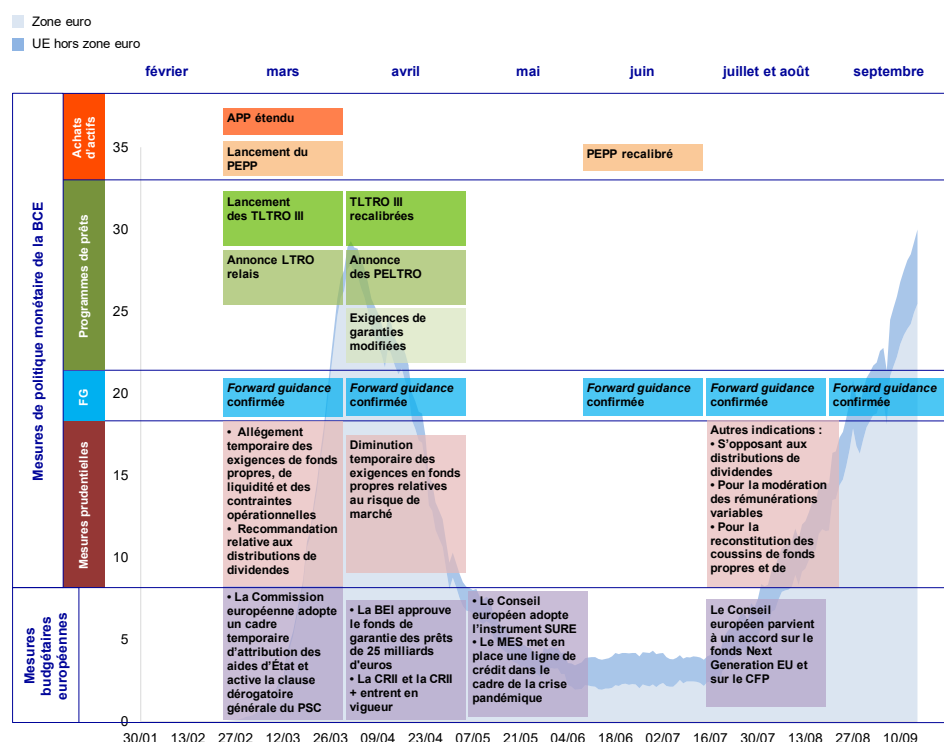 Zone euro
UE hors zone euro
février mars avril mai juin juillet et août septembre
Mesures de politique monétaire de la BCE
Achats
d'actifs
APP étendu
Lancement du
PEPP
PEPP recalibré
35
Programmes de prêts
Lancement
des TLTRO III
TLTRO III
recalibrées
Annonce LTRO
relais
Annonce
des PELTRO
Exigences de
garanties
modifiées
30
25
FG
20
Forward guidance
confirmée
Forward guidance
confirmée
Forward guidance
confirmée
Forward guidance
confirmée
Forward guidance
confirmée
Mesures prudentielles
15
10
• Allégement
temporaire des
exigences de fonds
propres, de
liquidité et des
contraintes
opérationnelles
• Recommandation
relative aux
distributions de
dividendes
Diminution
temporaire des
exigences en fonds
propres relatives
au risque de
marché
Autres indications :
• S'opposant aux
distributions de
dividendes
• Pour la modération
des rémunérations
variables
• Pour la
reconstitution des
coussins de fonds
propres et de
Mesures
budgétaires
européennes
5
0
• La Commission
européenne adopte
un cadre
temporaire
d'attribution des
aides d'État et
active la clause
dérogatoire
générale du PSC
• La BEI approuve
le fonds de
garantie des prêts
de 25 milliards
d'euros
• La CRII et la CRII
+ entrent en
vigueur
• Le Conseil
européen adopte
l'instrument SURE
• Le MES met en
place une ligne de
crédit dans le
cadre de la crise
pandémique
Le Conseil
européen parvient
à un accord sur le
fonds Next
Generation EU et
sur le CFP
30/01 13/02 27/02 12/03 26/03 09/04 23/04 07/05 21/05 04/06 18/06 02/07 16/07 30/07 13/08 27/08 10/09